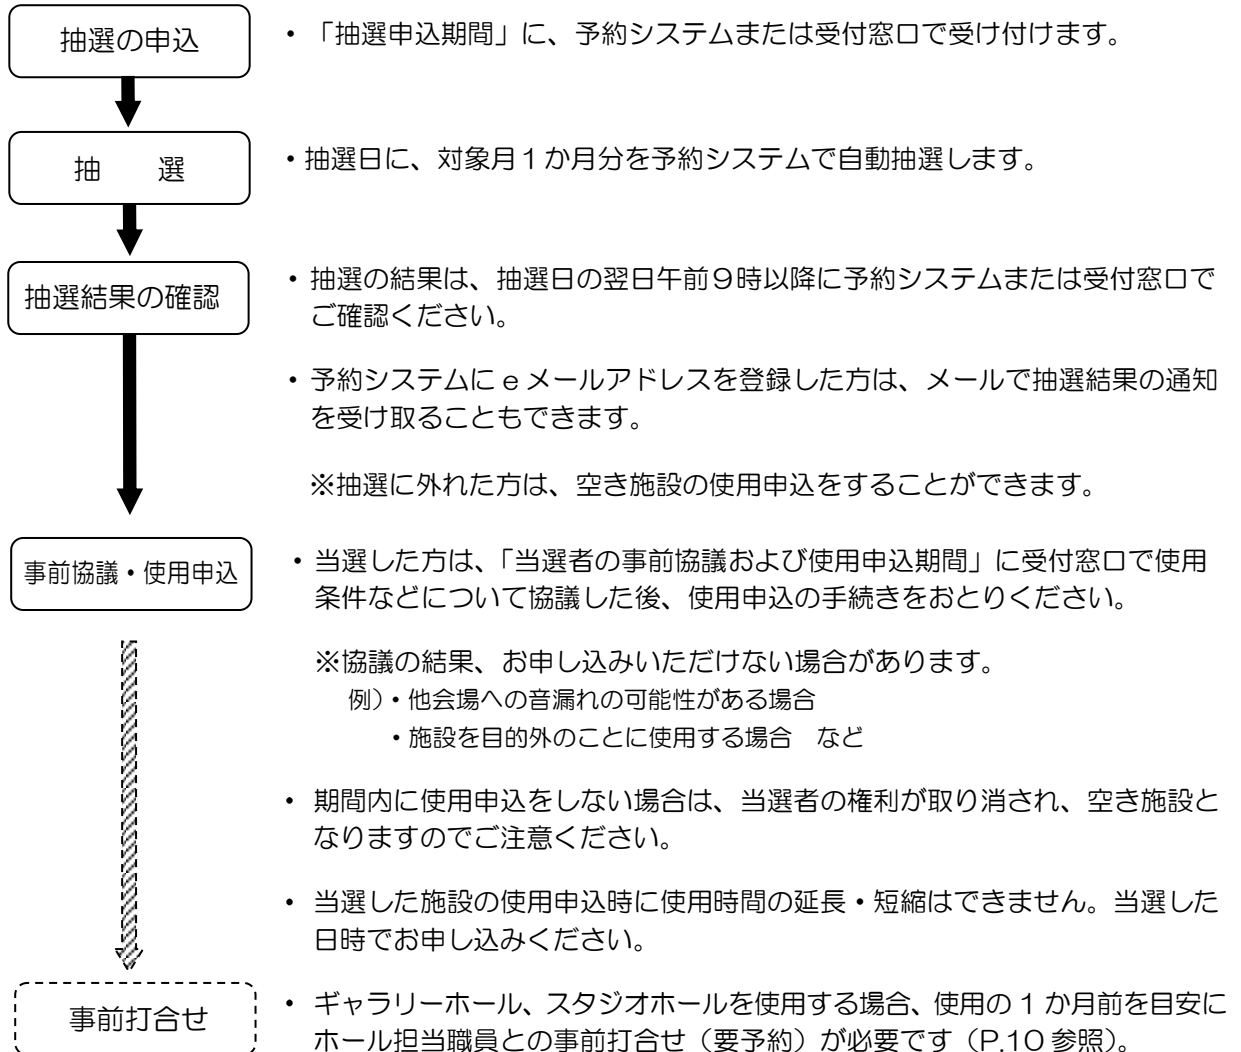 抽選の申込
・「抽選申込期間」に、予約システムまたは受付窓口で受け付けます。
抽　　選
・抽選日に、対象月１か月分を予約システムで自動抽選します。
抽選結果の確認
・抽選の結果は、抽選日の翌日午前９時以降に予約システムまたは受付窓口で
ご確認ください。
・予約システムにｅメールアドレスを登録した方は、メールで抽選結果の通知
を受け取ることもできます。
※抽選に外れた方は、空き施設の使用申込をすることができます。
事前協議・使用申込
・当選した方は、「当選者の事前協議および使用申込期間」に受付窓口で使用
条件などについて協議した後、使用申込の手続きをおとりください。
※協議の結果、お申し込みいただけない場合があります。
例）・他会場への音漏れの可能性がある場合
・施設を目的外のことに使用する場合　など
・期間内に使用申込をしない場合は、当選者の権利が取り消され、空き施設と
なりますのでご注意ください。
・当選した施設の使用申込時に使用時間の延長・短縮はできません。当選した
日時でお申し込みください。
事前打合せ
・ギャラリーホール、スタジオホールを使用する場合、使用の 1 か月前を目安に
ホール担当職員との事前打合せ（要予約）が必要です（P.10 参照）。